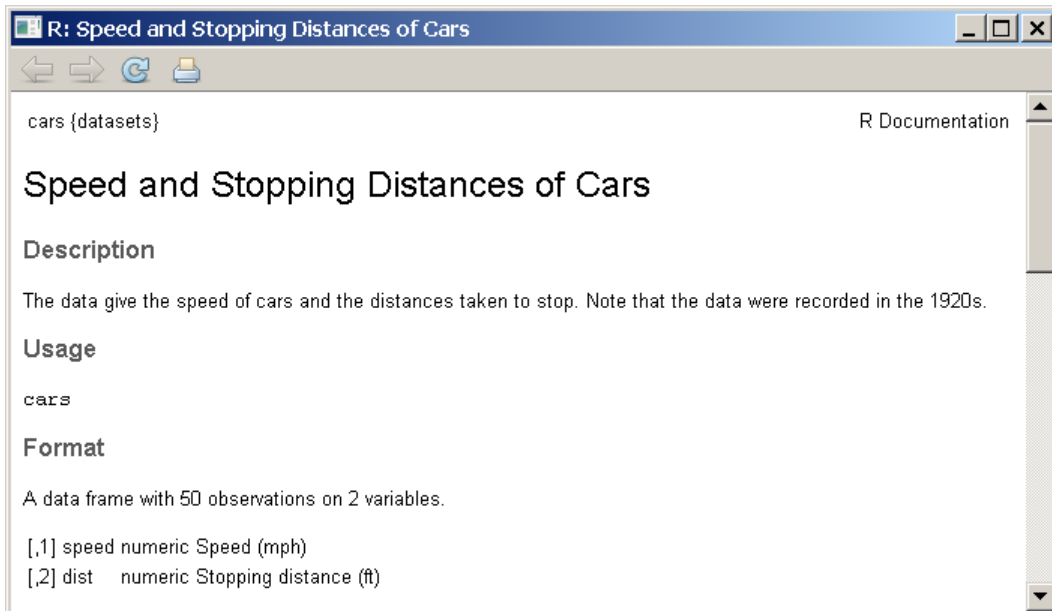 R: Speed and Stopping Distances of Cars
cars {datasets} R Documentation
Speed and Stopping Distances of Cars
Description
The data give the speed of cars and the distances taken to stop. Note that the data were recorded in the 1920s.
Usage
cars
Format
A data frame with 50 observations on 2 variables.
[,1] speed numeric Speed (mph)
[,2] dist numeric Stopping distance (ft)